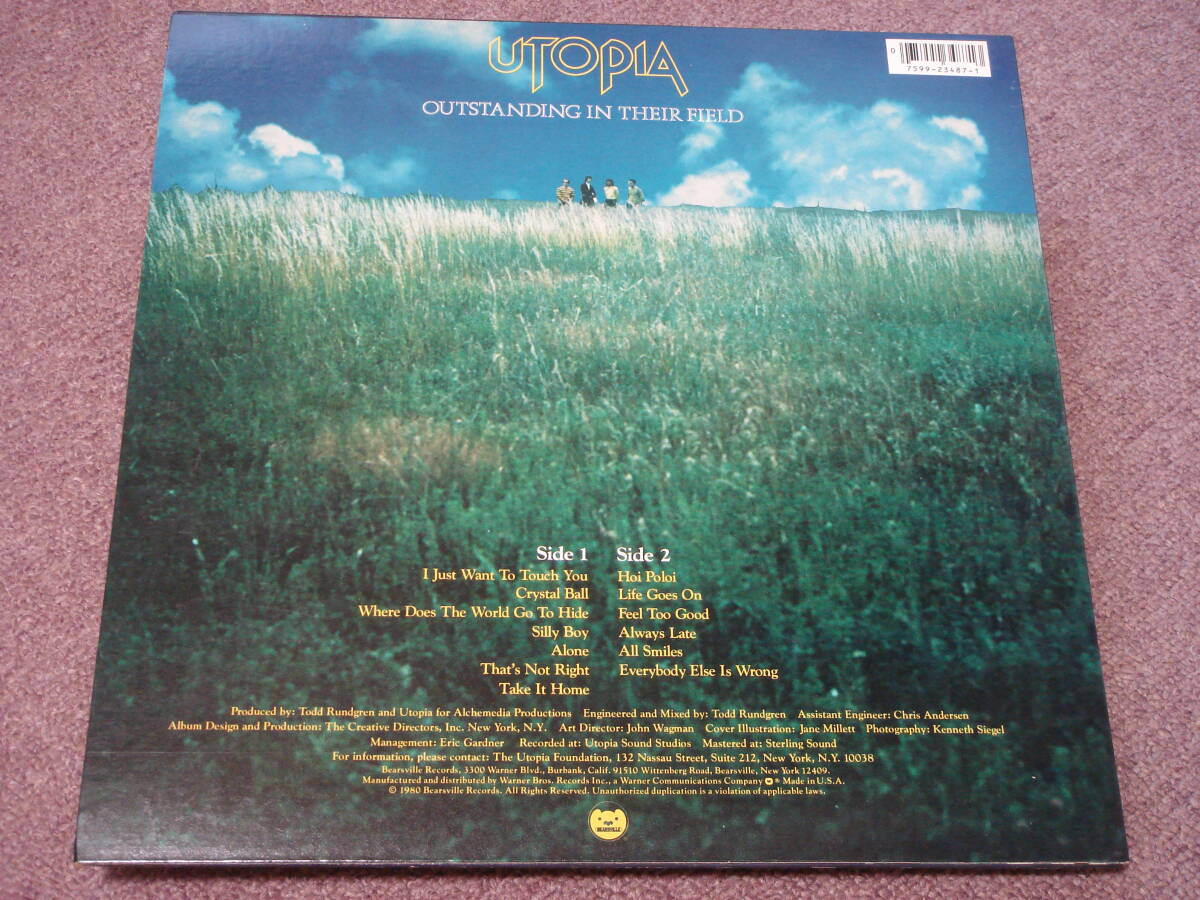 UTOPIA
OUTSTANDING IN THEIR FIELD
0
7599-23487-1
Side 1
I Just Want To Touch You
Crystal Ball
Where Does The World Go To Hide
Silly Boy
Alone
That's Not Right
Take It Home
Side 2
Hoi Poloi
Life Goes On
Feel Too Good
Always Late
All Smiles
Everybody Else Is Wrong
Produced by: Todd Rundgren and Utopia for Alchemedia Productions Engineered and Mixed by: Todd Rundgren Assistant Engineer: Chris Andersen
Album Design and Production: The Creative Directors, Inc. New York, N.Y. Art Director: John Wagman Cover Illustration: Jane Millett Photography: Kenneth Siegel
Management: Eric Gardner Recorded at: Utopia Sound Studios Mastered at: Sterling Sound
For information, please contact: The Utopia Foundation, 132 Nassau Street, Suite 212, New York, N.Y. 10038
Bearsville Records, 3300 Warner Blvd., Burbank, Calif. 91510 Wittenberg Road, Bearsville, New York 12409.
Manufactured and distributed by Warner Bros. Records Inc., a Warner Communications Company ® Made in U.S.A.
© 1980 Bearsville Records. All Rights Reserved. Unauthorized duplication is a violation of applicable laws.
BEARSVILLE